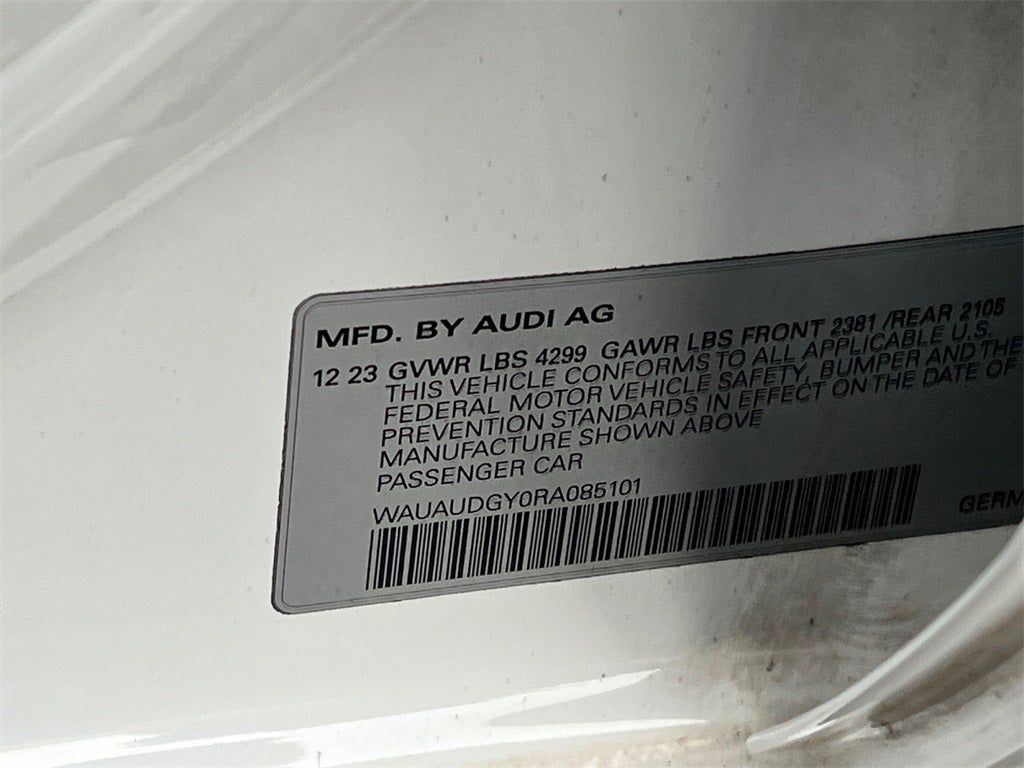 MFD. BY AUDI AG
12 23 GVWR LBS 4299 GAWR LBS FRONT 2381 /REAR 2105
THIS VEHICLE CONFORMS TO ALL APPLICABLE U.S.
FEDERAL MOTOR VEHICLE SAFETY, BUMPER AND THE
PREVENTION STANDARDS IN EFFECT ON THE DATE OF
MANUFACTURE SHOWN ABOVE
PASSENGER CAR
WAUAUDGY0RA085101
GERM